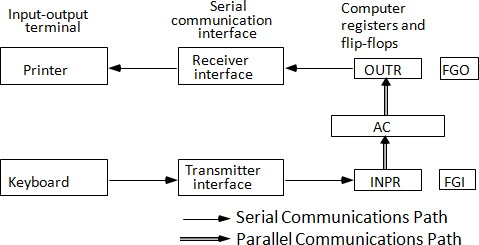 Input-output
terminal
Serial
communication
interface
Computer
registers and
flip-flops
Printer
Receiver
interface
OUTR
FGO
AC
Keyboard
Transmitter
interface
INPR
FGI
Serial Communications Path
Parallel Communications Path